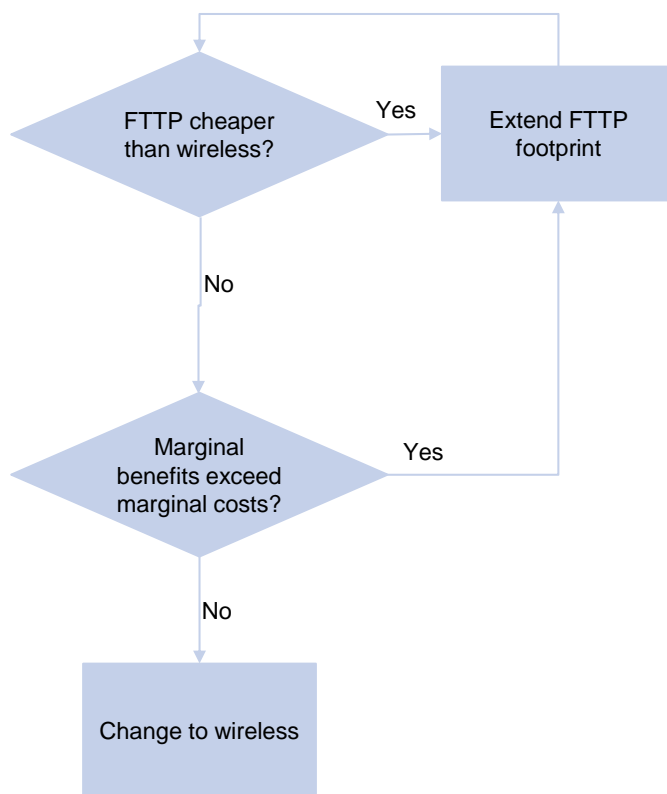 FTTP cheaper
than wireless?
Yes
Extend FTTP
footprint
No
Marginal
benefits exceed
marginal costs?
Yes
No
Change to wireless